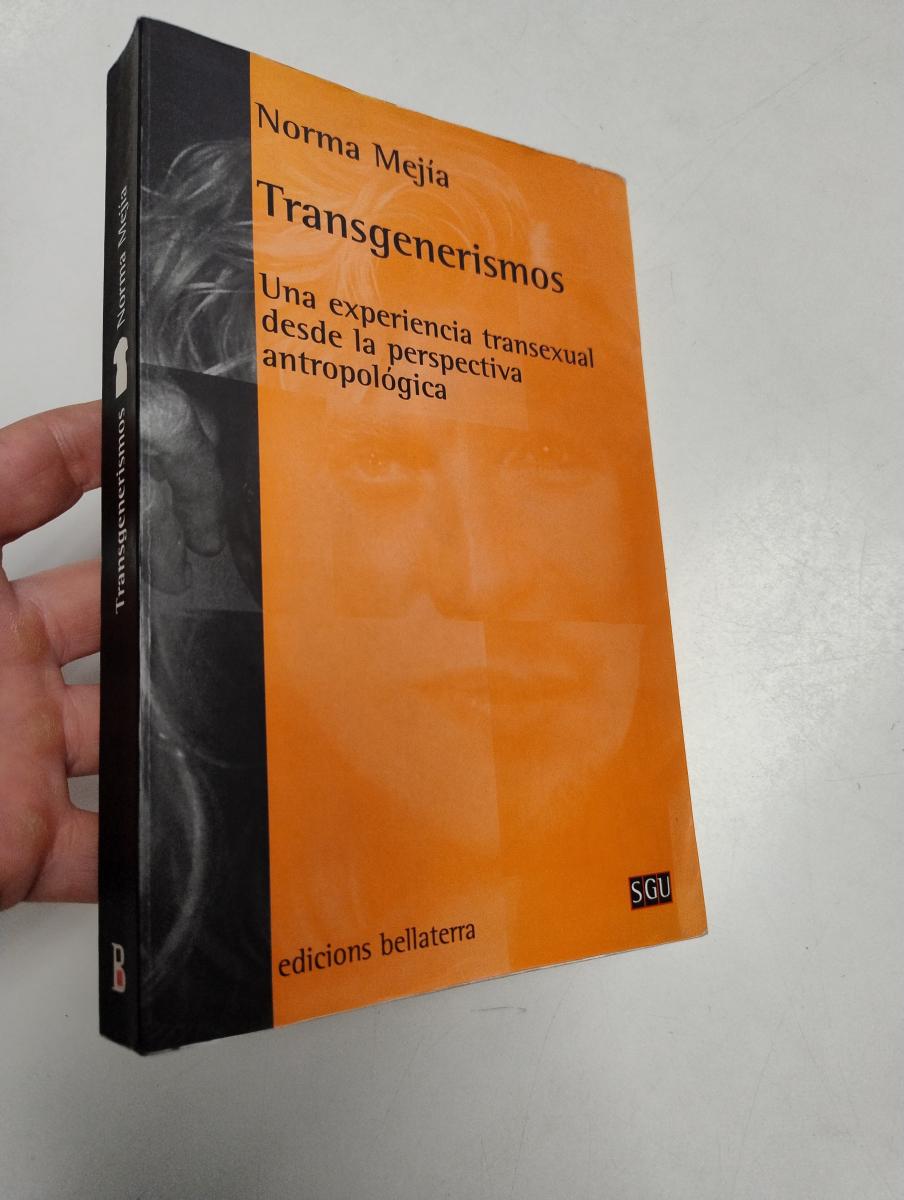 Norma Mejía
Transgenerismos
Una experiencia transexual
desde la perspectiva
antropológica
SGU
edicions bellaterra
Transgenerismos Norma Mejía
B